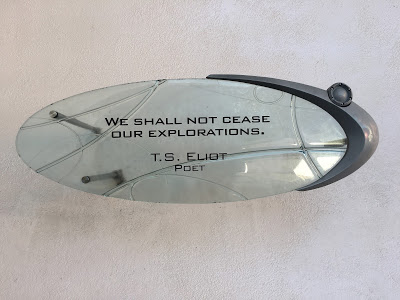 We shall not cease
our explorations.
T.S. Eliot
Poet